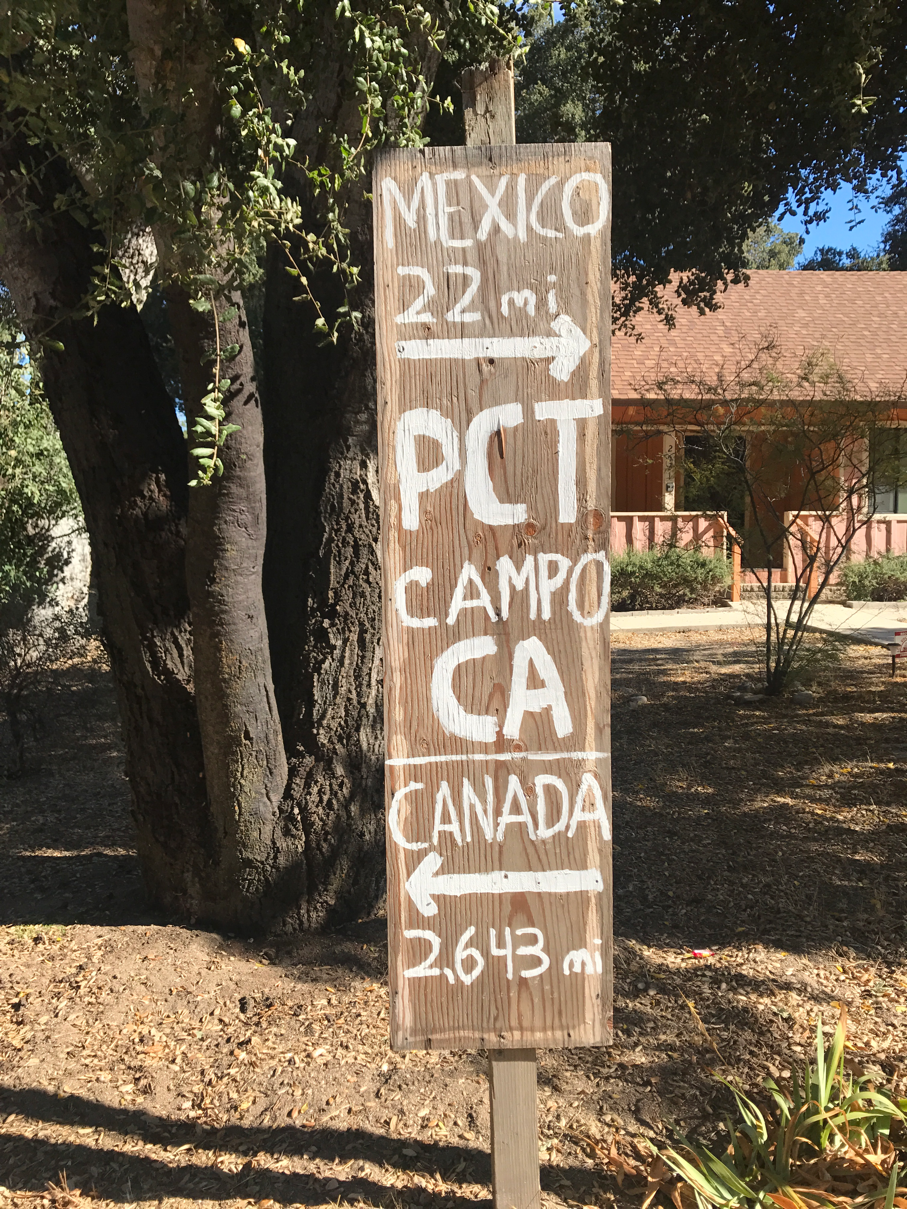 MEXICO
22 mi
PCT
CAMPO
CA
CANADA
2,643 mi